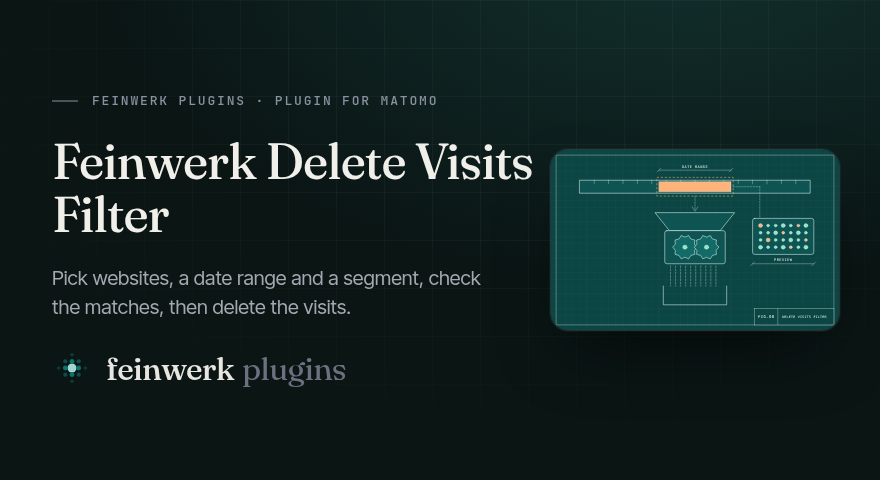 FEINWERK PLUGINS · PLUGIN FOR MATOMO
Feinwerk Delete Visits
Filter
Pick websites, a date range and a segment, check
the matches, then delete the visits.
feinwerk plugins
DATE RANGE
PREVIEW
FIG.06 DELETE VISITS FILTER